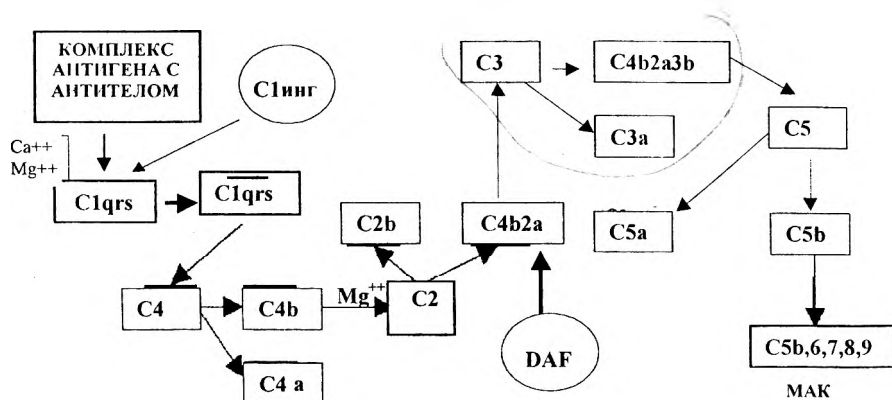 КОМПЛЕКС
АНТИГЕНА С
АНТИТЕЛОМ
С1инг
Ca++
Mg++
C1qrs
C1qrs
C4
C4b
C4 a
Mg++
C2
C2b
C4b2a
DAF
C3
C4b2a3b
C3a
C5
C5a
C5b
C5b,6,7,8,9
МАК